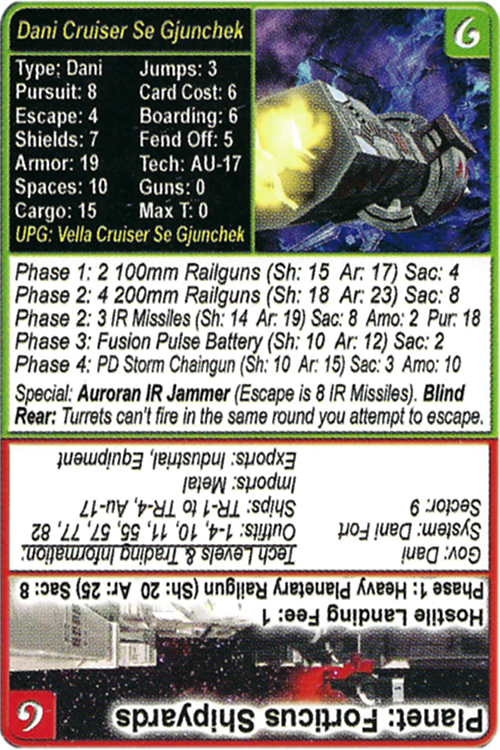 Dani Cruiser Se Gjunchek
6
Type: Dani Jumps: 3
Pursuit: 8 Card Cost: 6
Escape: 4 Boarding: 6
Shields: 7 Fend Off: 5
Armor: 19 Tech: AU-17
Spaces: 10 Guns: 0
Cargo: 15 Max T: 0
UPG: Vella Cruiser Se Gjunchek
Phase 1: 2 100mm Railguns (Sh: 15 Ar: 17) Sac: 4
Phase 2: 4 200mm Railguns (Sh: 18 Ar: 23) Sac: 8
Phase 2: 3 IR Missiles (Sh: 14 Ar: 19) Sac: 8 Amo: 2 Pur: 18
Phase 3: Fusion Pulse Battery (Sh: 10 Ar: 12) Sac: 2
Phase 4: PD Storm Chaingun (Sh: 10 Ar: 15) Sac: 3 Amo: 10
Special: Auroran IR Jammer (Escape is 8 IR Missiles). Blind
Rear: Turrets can't fire in the same round you attempt to escape.
Planet: Forticus Shipyards
6
Hostile Landing Fee: 1
Phase 1: Heavy Planetary Railgun (Sh: 20 Ar: 25) Sac: 8
Gov: Dani
System: Dani Fort
Sector: 9
Tech Levels & Trading Information:
Outfits: 1-4, 10, 11, 55, 57, 77, 82
Ships: TR-1 to TR-4, Au-17
Imports: Metal
Exports: Industrial, Equipment